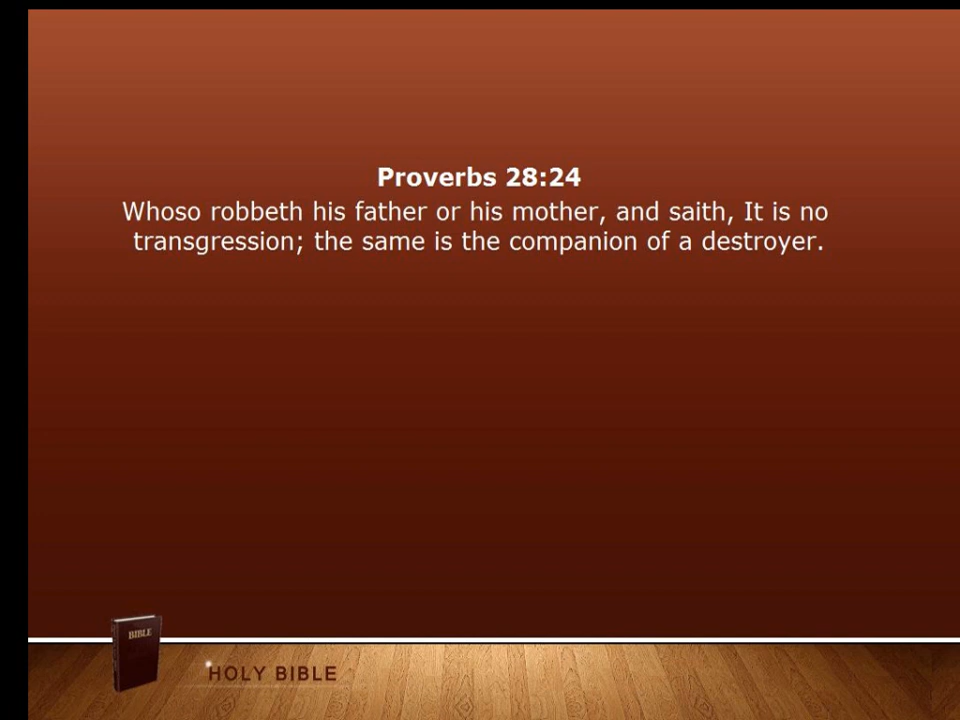 Proverbs 28:24
Whoso robbeth his father or his mother, and saith, It is no
transgression; the same is the companion of a destroyer.
BIBLE
HOLY BIBLE